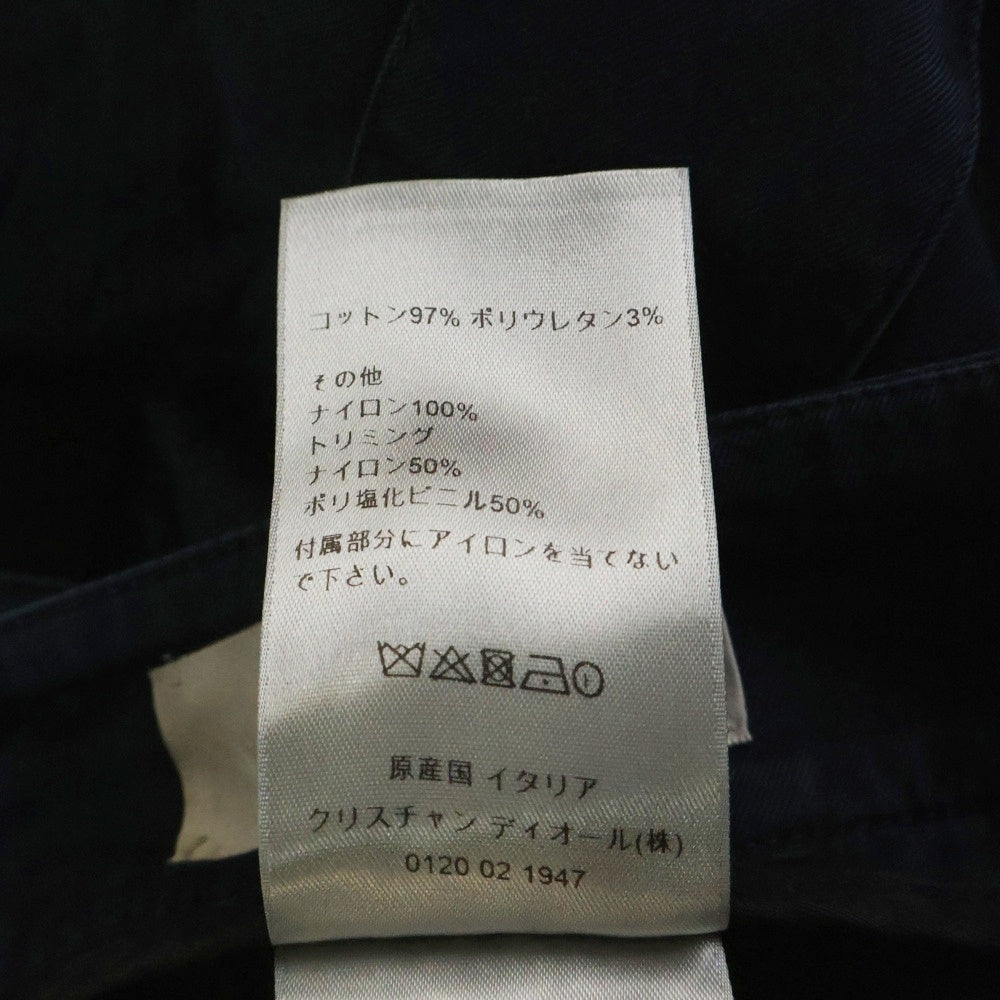 コットン97% ポリウレタン3%
その他
ナイロン100%
トリミング
ナイロン50%
ポリ塩化ビニル50%
付属部分にアイロンを当てない
で下さい。
原産国 イタリア
クリスチャン ディオール(株)
0120 02 1947